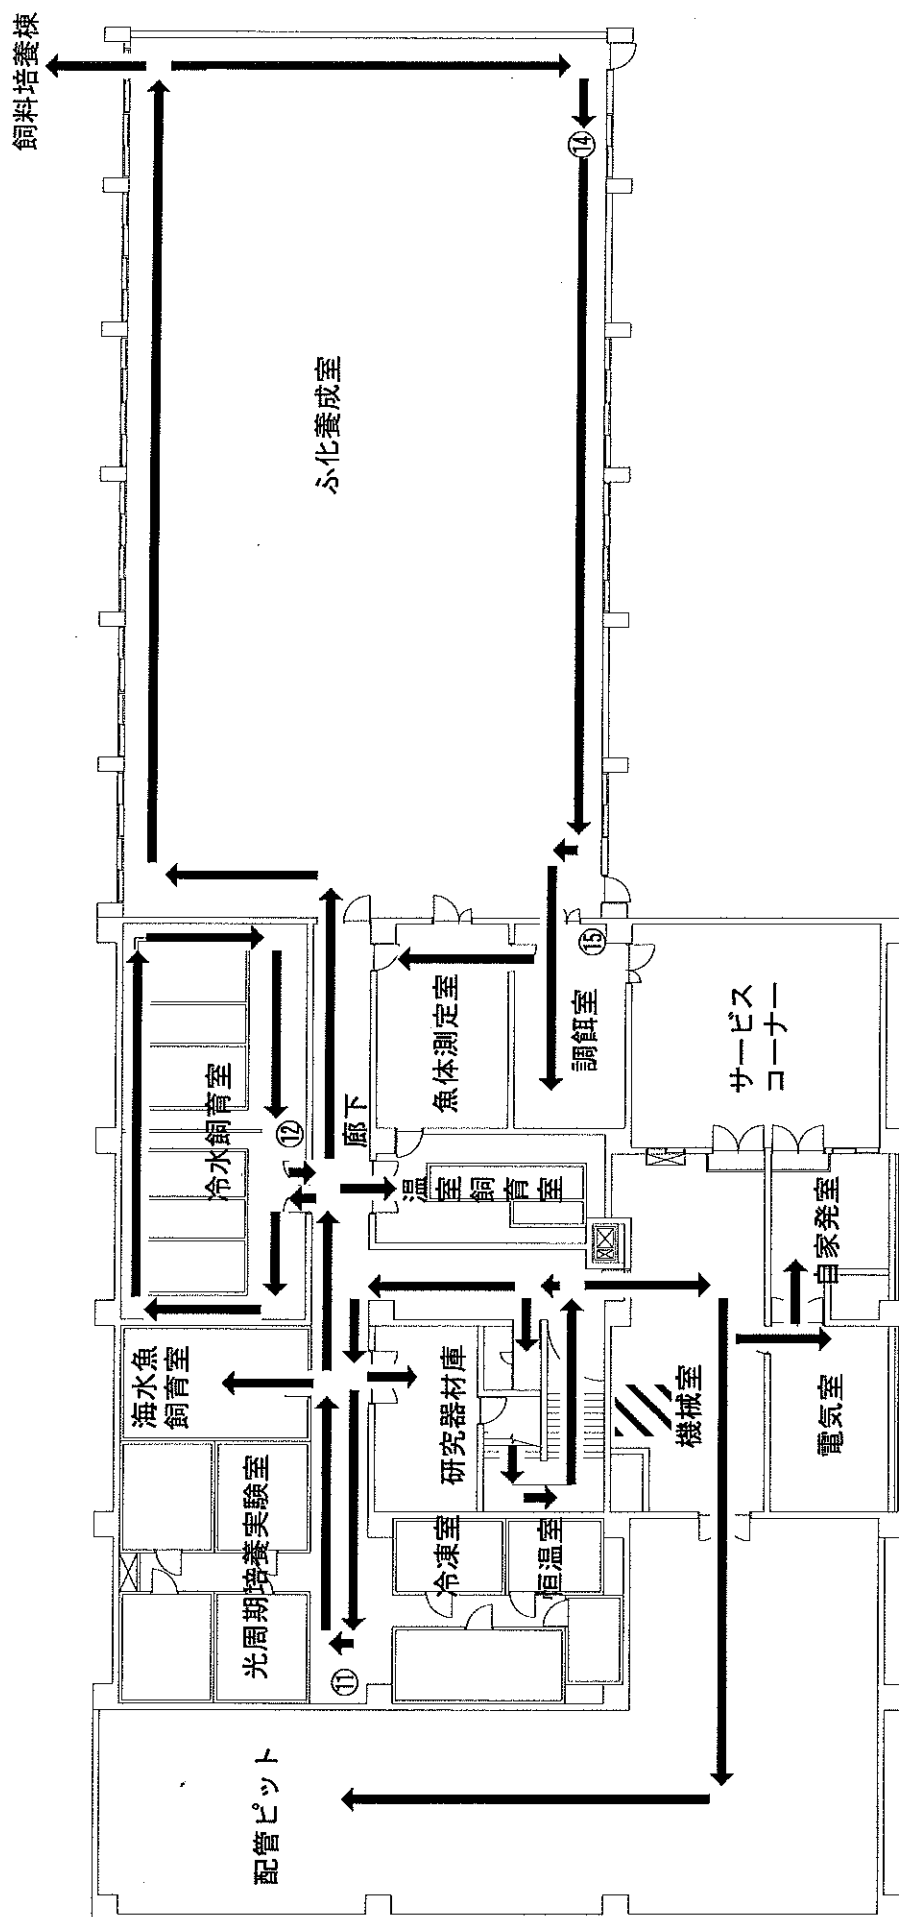 飼料培養棟
ふ化養成室
⑭
⑮
冷水飼育室
⑫
廊下
魚体測定室
調餌室
サービス
コーナー
温室飼育室
自家発室
海水魚
飼育室
研究器材庫
機械室
電気室
光周期培養実験室
冷凍室
恒温室
⑪
配管ピット